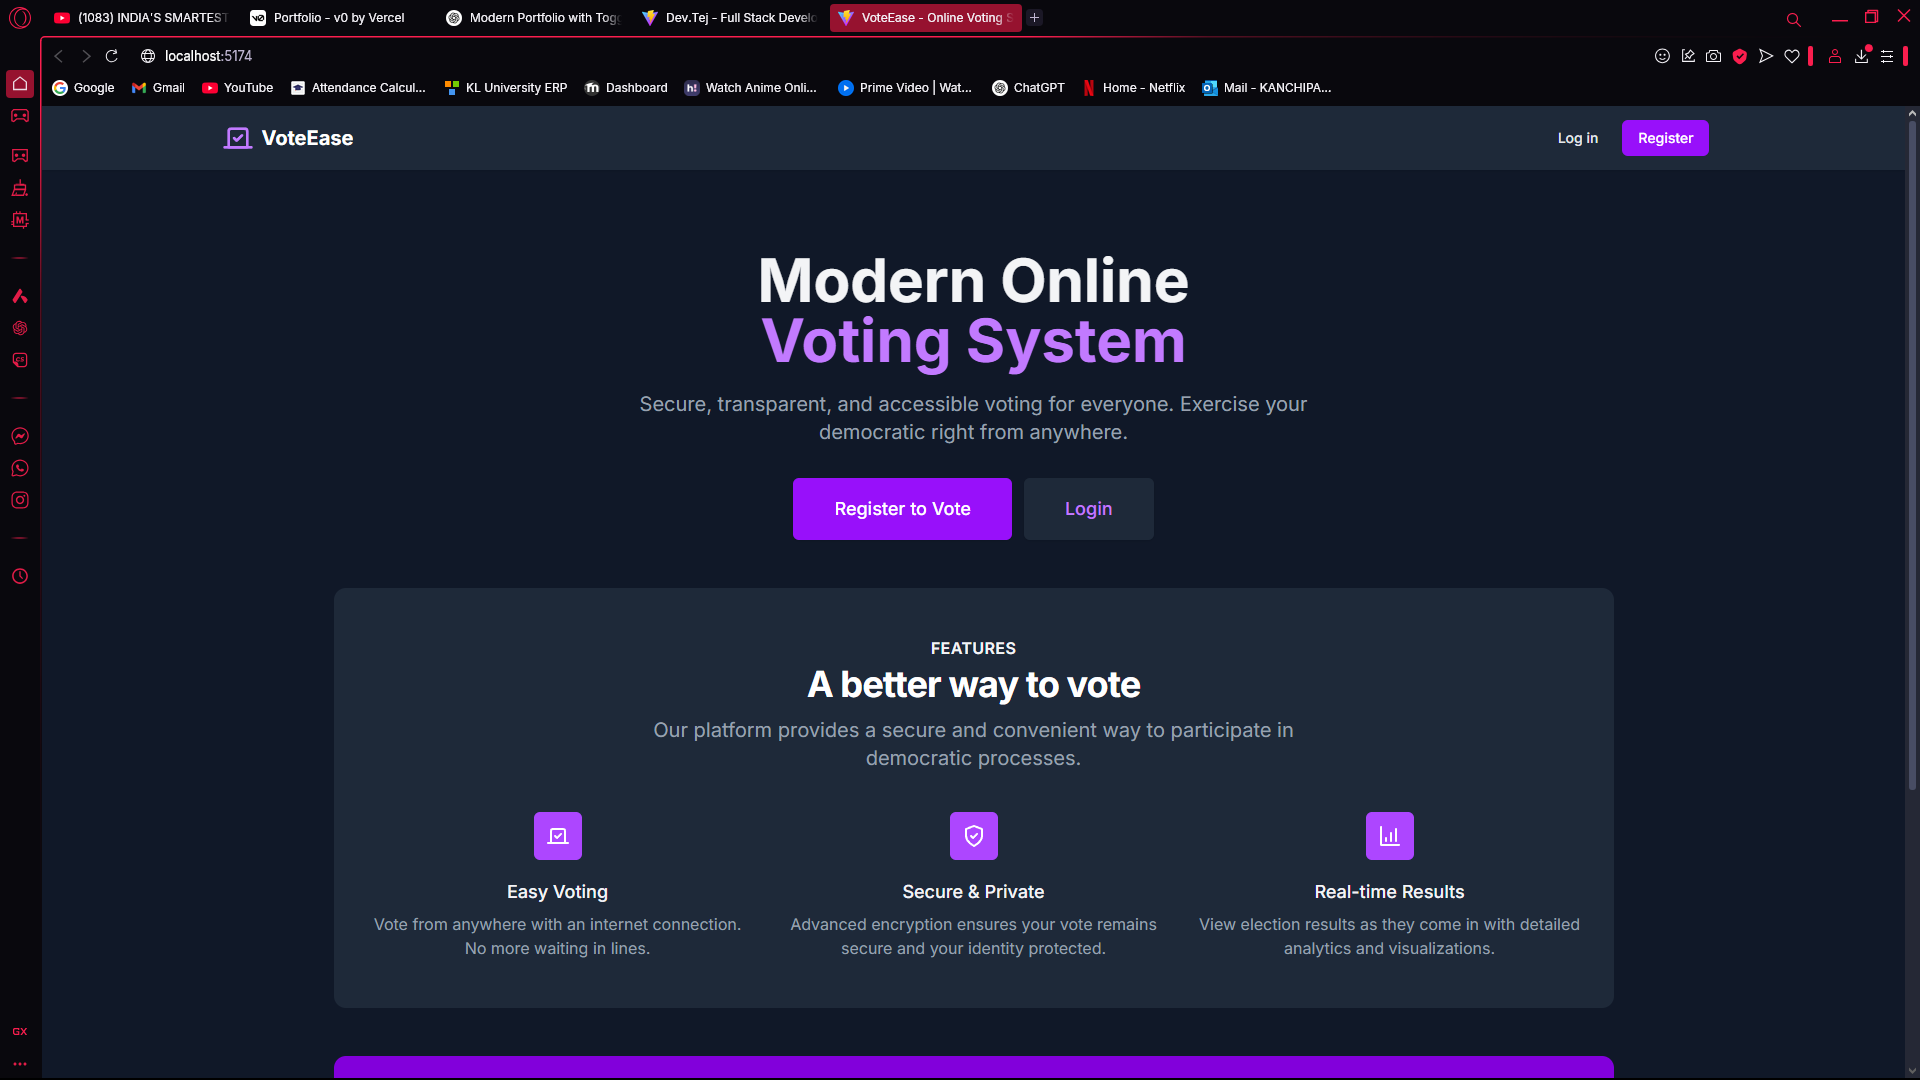 (1083) INDIA'S SMARTEST
Portfolio - v0 by Vercel
Modern Portfolio with Togg
Dev.Tej - Full Stack Develo
VoteEase - Online Voting S
localhost:5174
Google
Gmail
YouTube
Attendance Calcul...
KL University ERP
Dashboard
Watch Anime Onli...
Prime Video | Wat...
ChatGPT
Home - Netflix
Mail - KANCHIPA...
VoteEase
Log in
Register
Modern Online
Voting System
Secure, transparent, and accessible voting for everyone. Exercise your
democratic right from anywhere.
Register to Vote
Login
FEATURES
A better way to vote
Our platform provides a secure and convenient way to participate in
democratic processes.
Easy Voting
Vote from anywhere with an internet connection.
No more waiting in lines.
Secure & Private
Advanced encryption ensures your vote remains
secure and your identity protected.
Real-time Results
View election results as they come in with detailed
analytics and visualizations.
GX